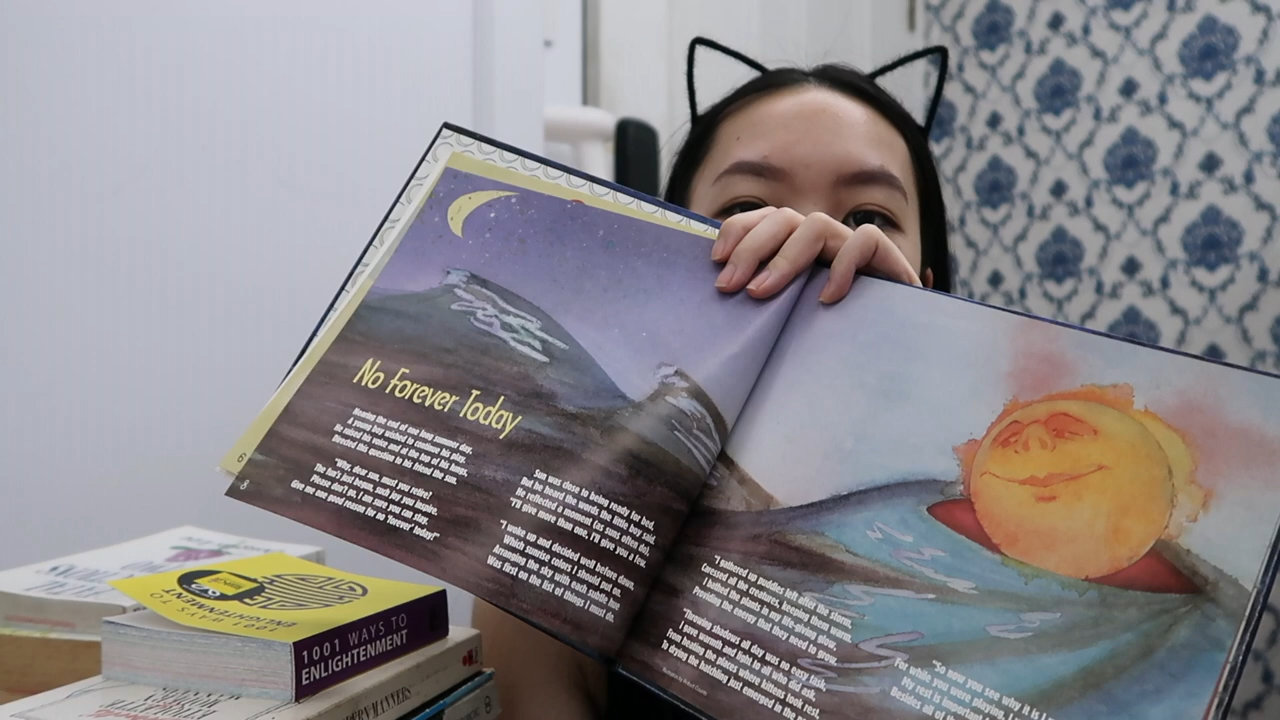 No Forever Today
Nearing the end of one long summer day,
A young boy wished to continue his play.
He raised his voice and at the top of his lungs,
Directed this question to his friend the sun.
"Why, dear sun, must you retire?
The fun's just begun, such joy you inspire.
Please don't go, I am sure you can stay.
Give me one good reason for no 'forever' today!"
6
8
Sun was close to being ready for bed,
But he heard the words the little boy said.
He reflected a moment (as suns often do),
"I'll give more than one, I'll give you a few.
"I woke up and decided well before dawn,
Which sunrise colors I should put on.
Arranging the sky with each subtle hue
Was first on the list of things I must do.
"I gathered up puddles left after the storm,
Caressed all the creatures, keeping them warm.
I bathed the plants in my life-giving glow,
Providing the energy that they need to grow.
"Throwing shadows all day was no easy task,
I gave warmth and light to all who did ask,
From heating the places where kittens look rest,
To drying the hatchling just emerged in the
"So now you see why it is I
For while you were playing, I
My rest is important
Besides all of
1001 WAYS TO
ENLIGHTENMENT
1001 WAYS TO
ENLIGHTENMENT
MANNERS